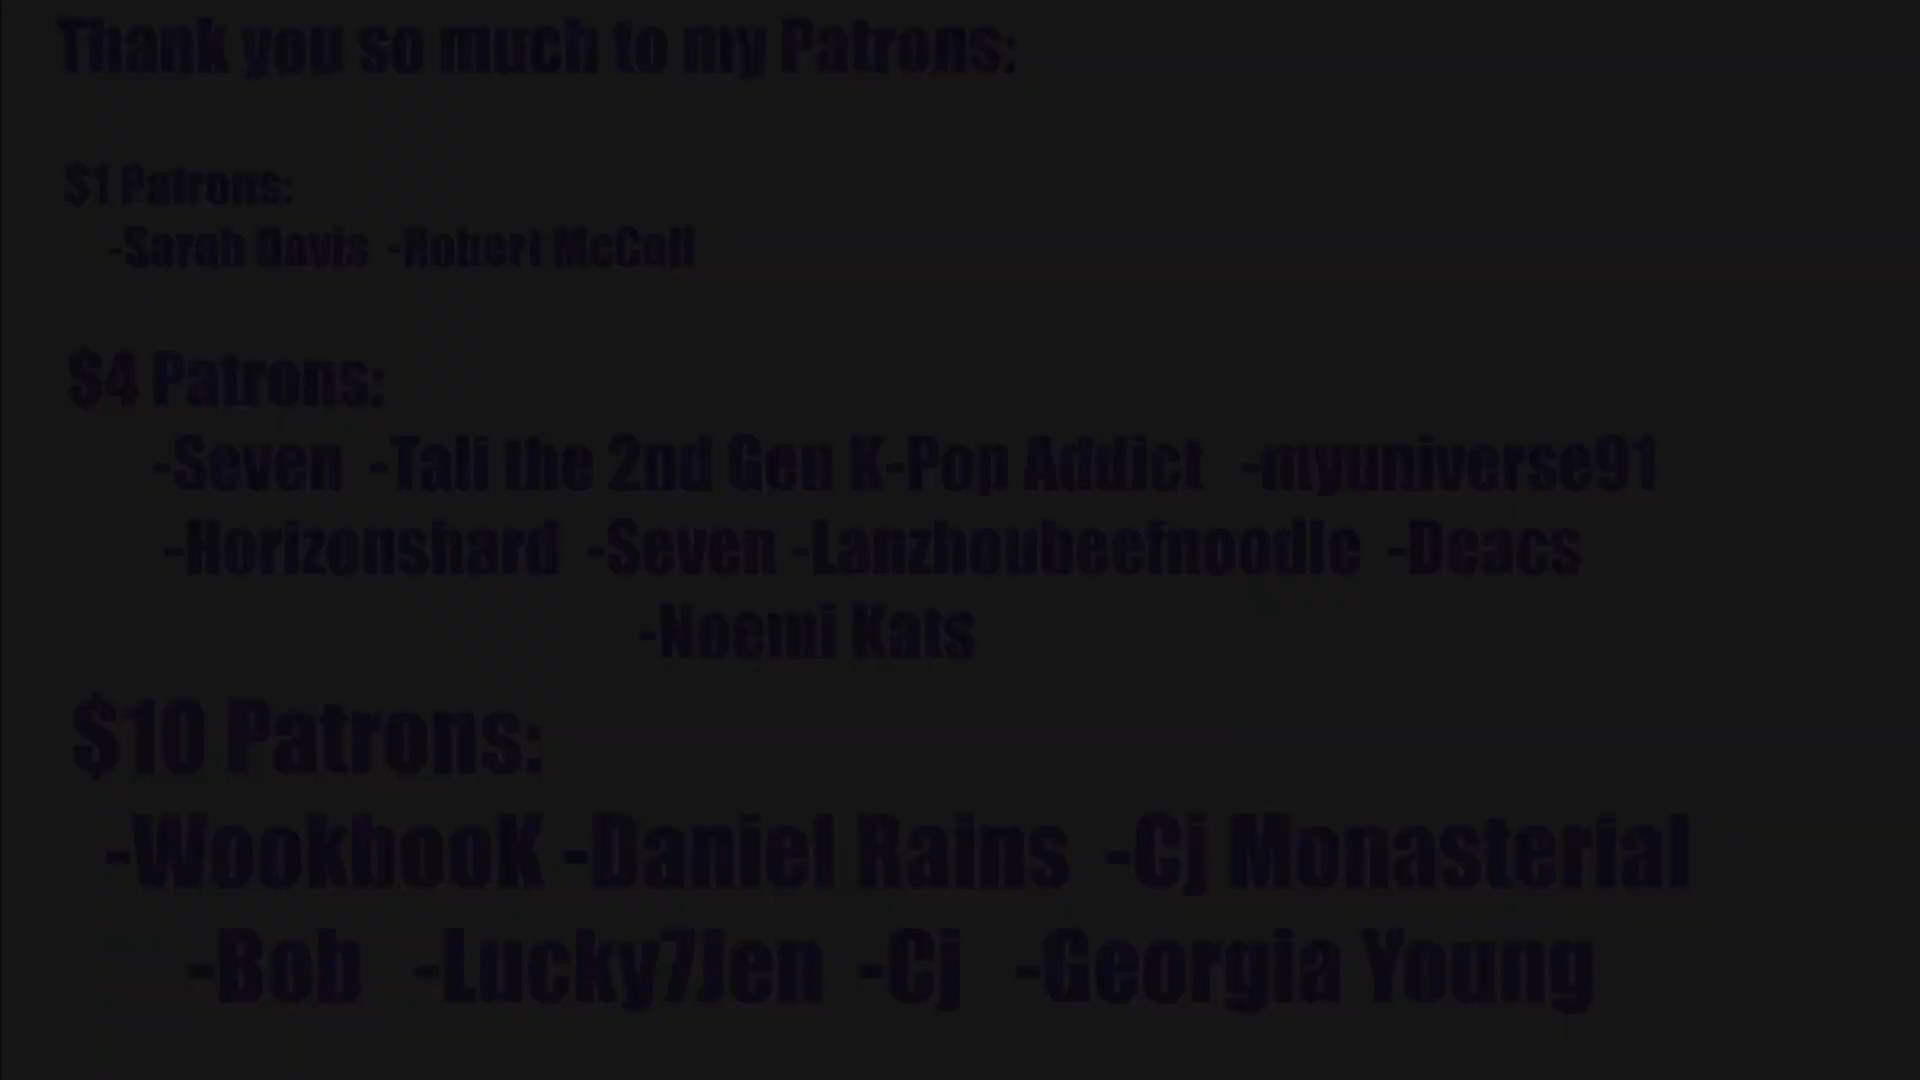 Thank you so much to my Patrons:
$1 Patrons:
-Sarah Davis -Robert McColl
$4 Patrons:
-Seven -Tali the 2nd Gen K-Pop Addict -myuniverse91
-Horizonshard -Seven -Lanzhoubeefnoodle -Deacs
-Noemi Kats
$10 Patrons:
-WookbooK -Daniel Rains -Cj Monasterial
-Bob -Lucky7Jen -Cj -Georgia Young